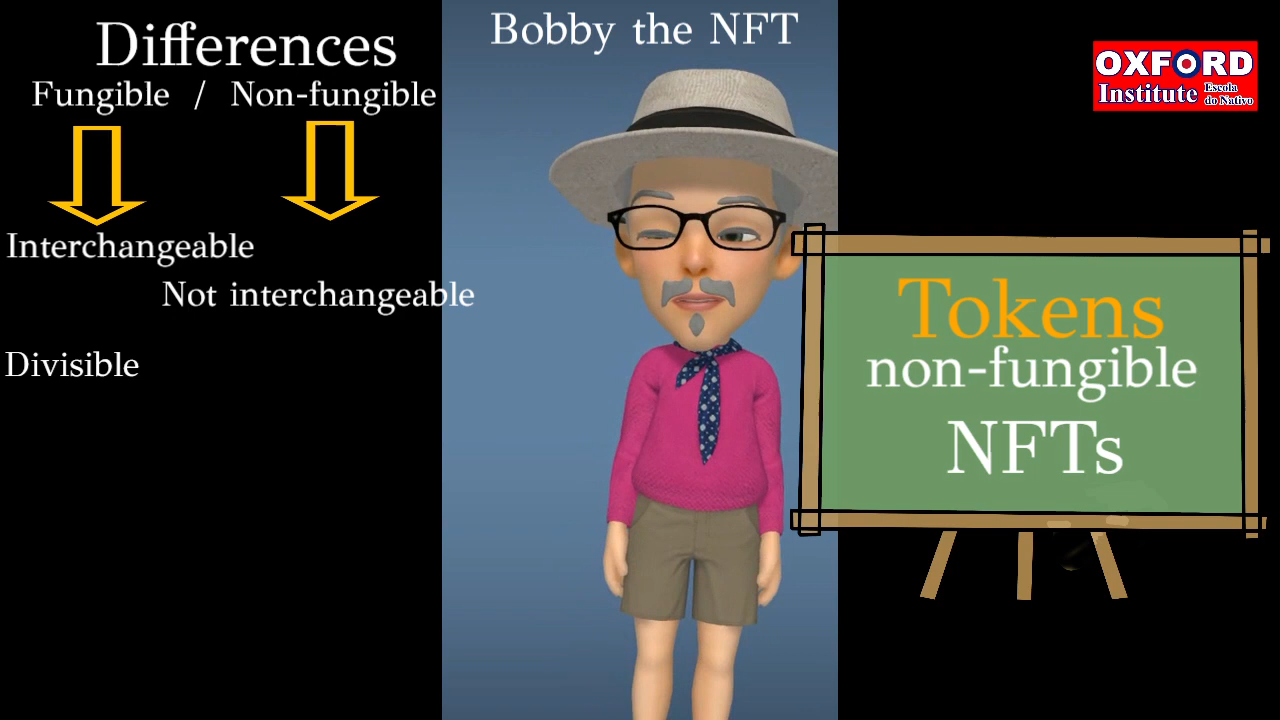 Differences
Fungible / Non-fungible
Interchangeable
Not interchangeable
Divisible
Bobby the NFT
OXFORD
Institute Escola
do Nativo
Tokens
non-fungible
NFTs